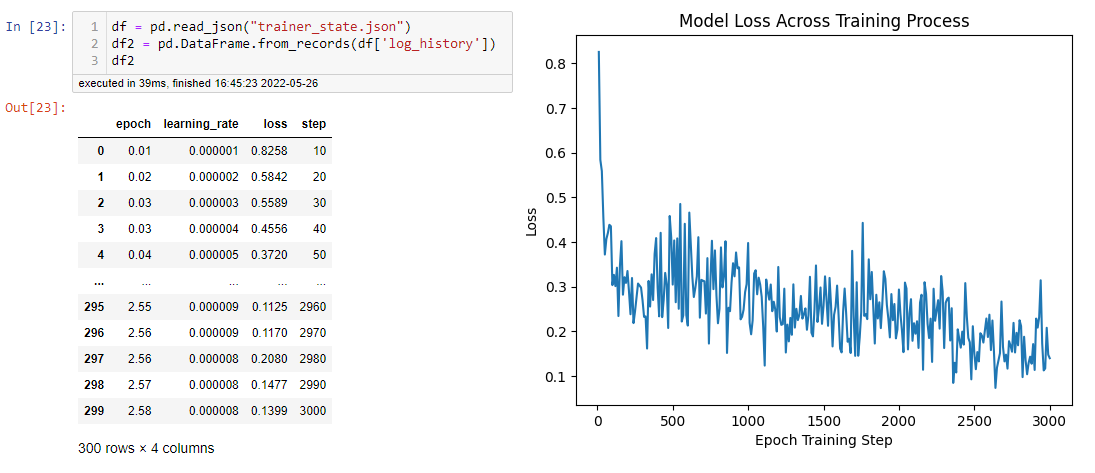 In [23]:
1 df = pd.read_json("trainer_state.json")
2 df2 = pd.DataFrame.from_records(df['log_history'])
3 df2
executed in 39ms, finished 16:45:23 2022-05-26
Out[23]:
epoch learning_rate loss step
0 0.01 0.000001 0.8258 10
1 0.02 0.000002 0.5842 20
2 0.03 0.000003 0.5589 30
3 0.03 0.000004 0.4556 40
4 0.04 0.000005 0.3720 50
... ... ... ... ...
295 2.55 0.000009 0.1125 2960
296 2.56 0.000009 0.1170 2970
297 2.56 0.000008 0.2080 2980
298 2.57 0.000008 0.1477 2990
299 2.58 0.000008 0.1399 3000
300 rows × 4 columns
Model Loss Across Training Process
Loss
0.8
0.7
0.6
0.5
0.4
0.3
0.2
0.1
0 500 1000 1500 2000 2500 3000
Epoch Training Step